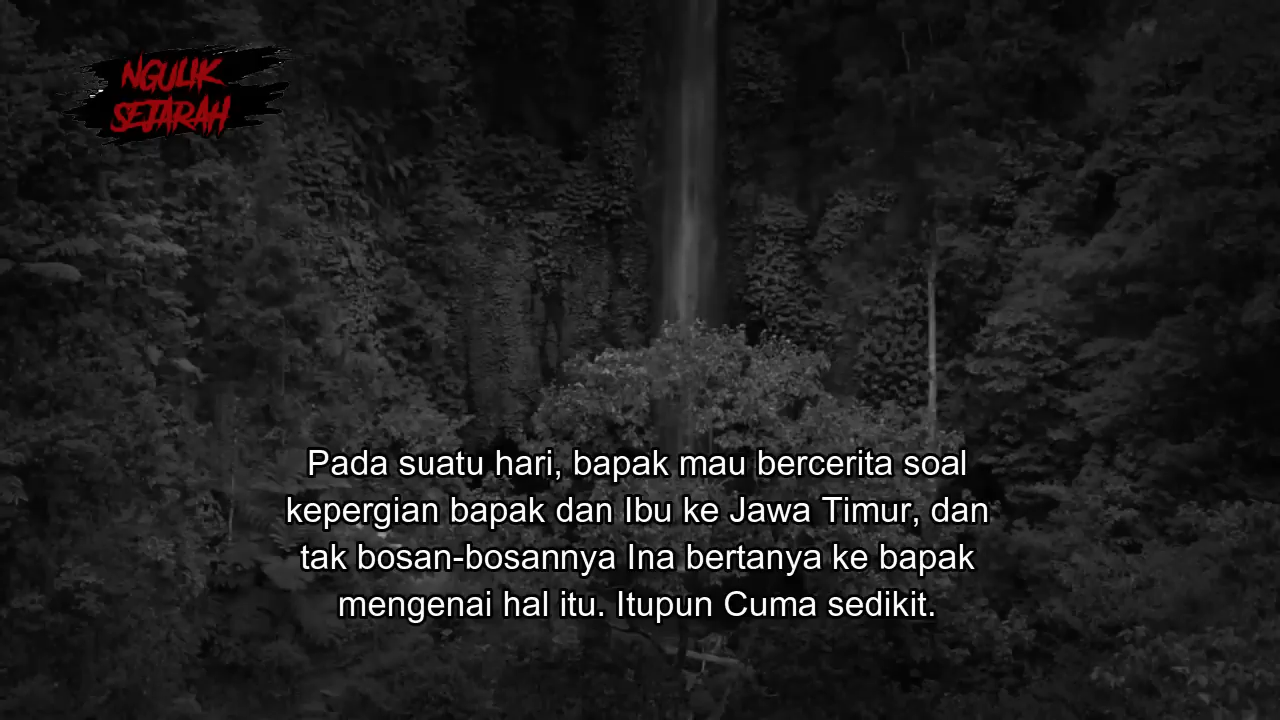 NGULIK
SEJARAH
Pada suatu hari, bapak mau bercerita soal
kepergian bapak dan Ibu ke Jawa Timur, dan
tak bosan-bosannya Ina bertanya ke bapak
mengenai hal itu. Itupun Cuma sedikit.